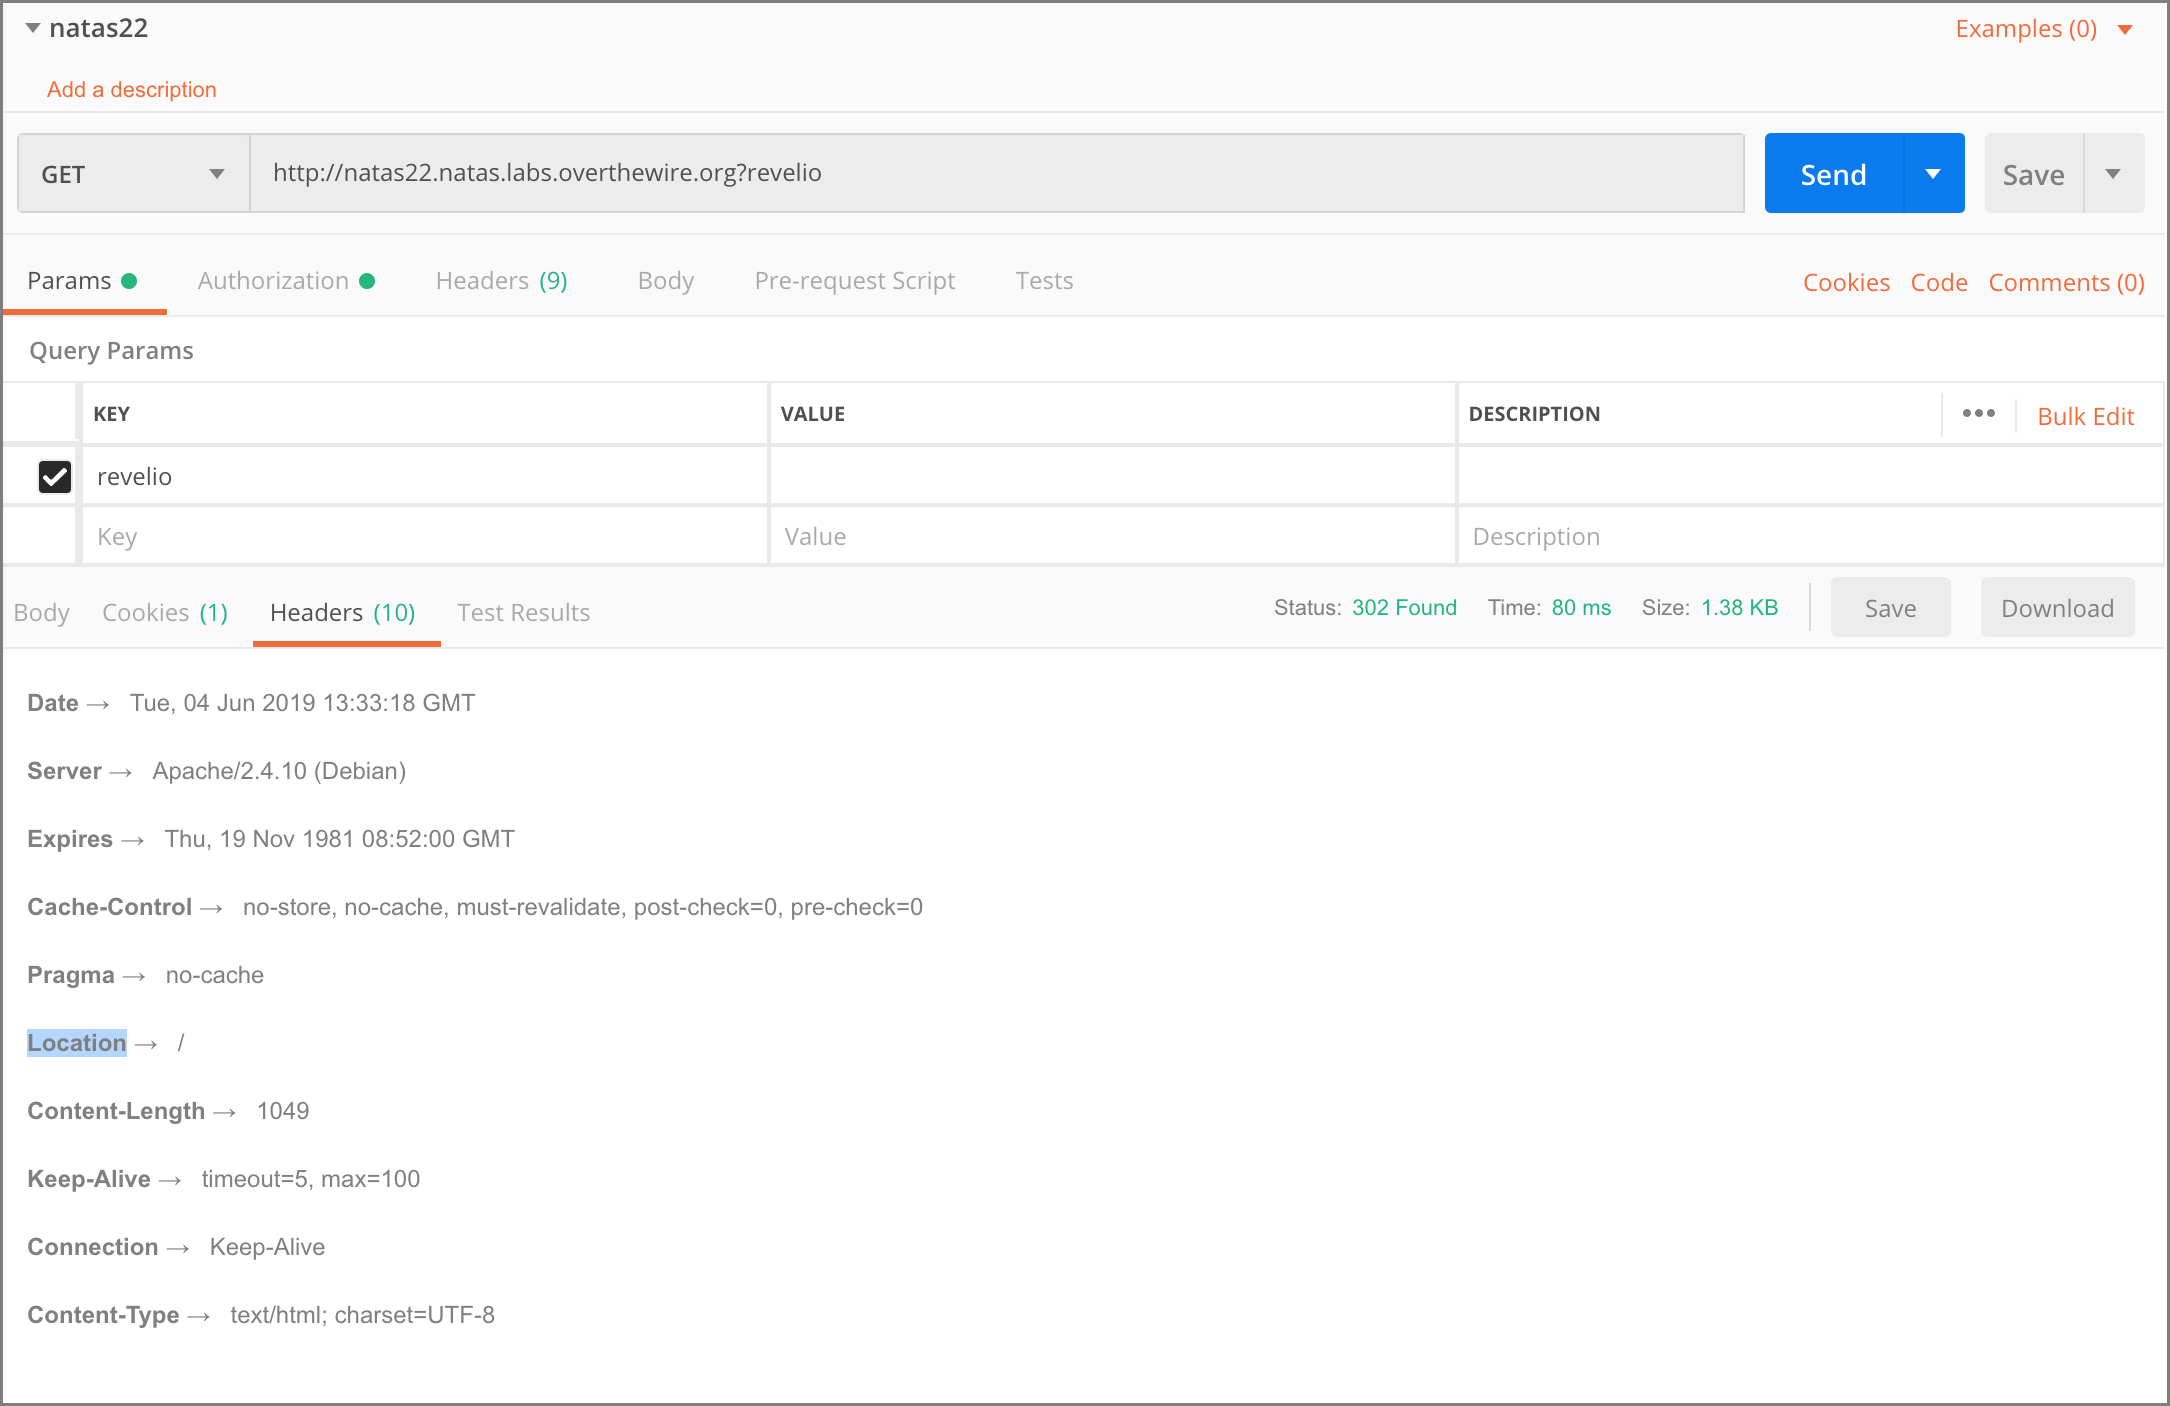 natas22 Examples (0)
Add a description
GET http://natas22.natas.labs.overthewire.org?revelio Send Save
Params Authorization Headers (9) Body Pre-request Script Tests Cookies Code Comments (0)
Query Params
KEY VALUE DESCRIPTION ••• Bulk Edit
revelio
Key Value Description
Body Cookies (1) Headers (10) Test Results Status: 302 Found Time: 80 ms Size: 1.38 KB Save Download
Date → Tue, 04 Jun 2019 13:33:18 GMT
Server → Apache/2.4.10 (Debian)
Expires → Thu, 19 Nov 1981 08:52:00 GMT
Cache-Control → no-store, no-cache, must-revalidate, post-check=0, pre-check=0
Pragma → no-cache
Location → /
Content-Length → 1049
Keep-Alive → timeout=5, max=100
Connection → Keep-Alive
Content-Type → text/html; charset=UTF-8